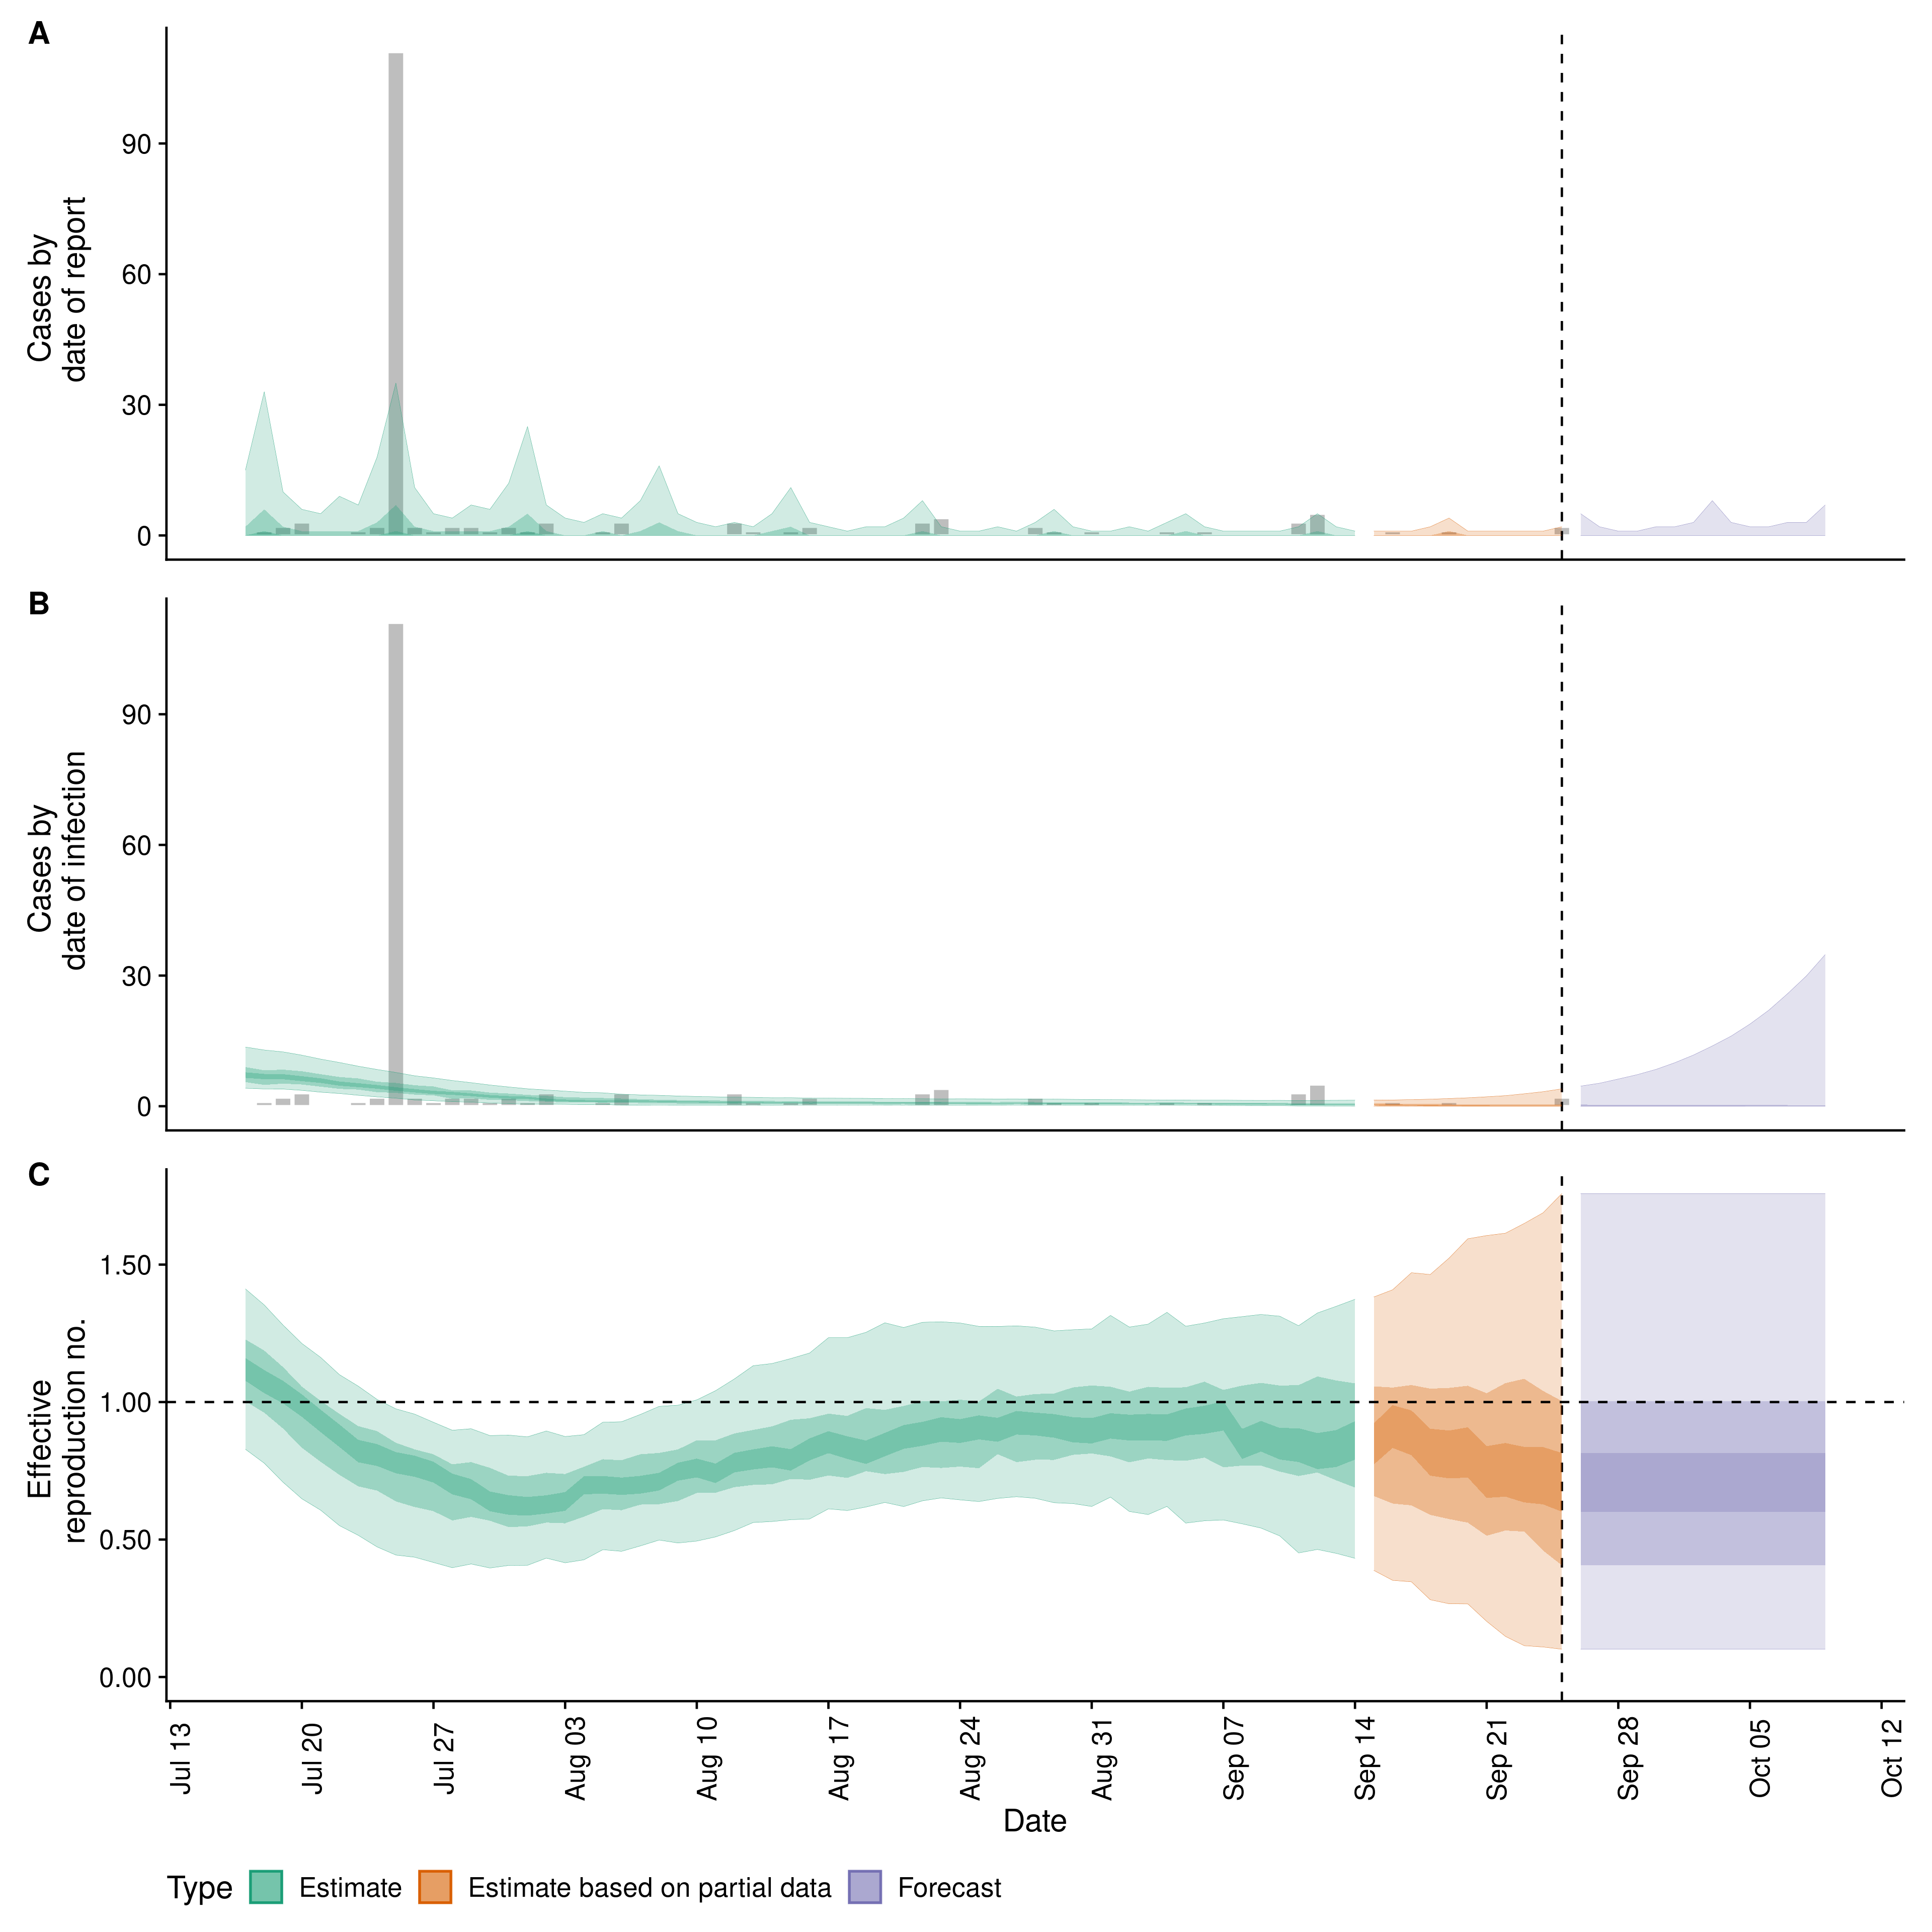 A
Cases by
date of report
90
60
30
0
B
Cases by
date of infection
90
60
30
0
C
Effective
reproduction no.
1.50
1.00
0.50
0.00
Jul 13
Jul 20
Jul 27
Aug 03
Aug 10
Aug 17
Aug 24
Aug 31
Sep 07
Sep 14
Sep 21
Sep 28
Oct 05
Oct 12
Date
Type Estimate Estimate based on partial data Forecast